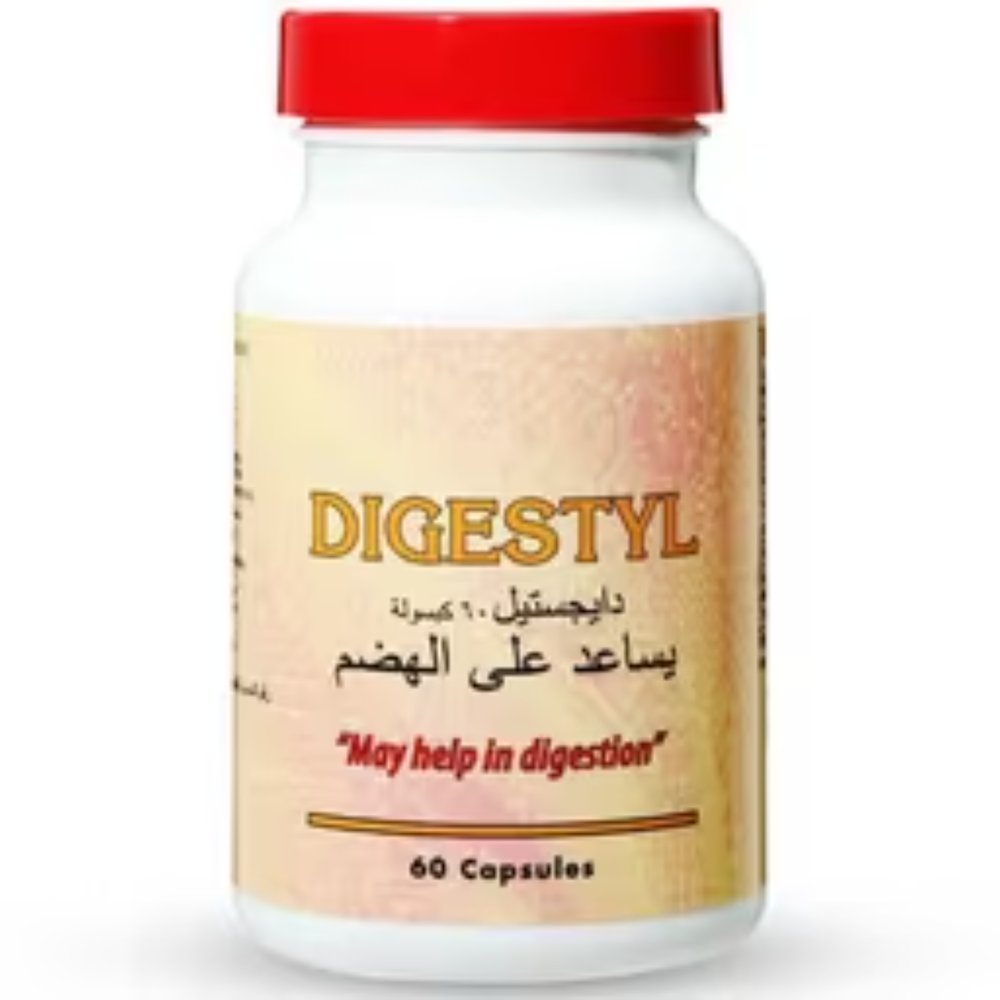 DIGESTYL
دايجستيل ٦٠ كبسولة
يساعد على الهضم
“May help in digestion”
60 Capsules